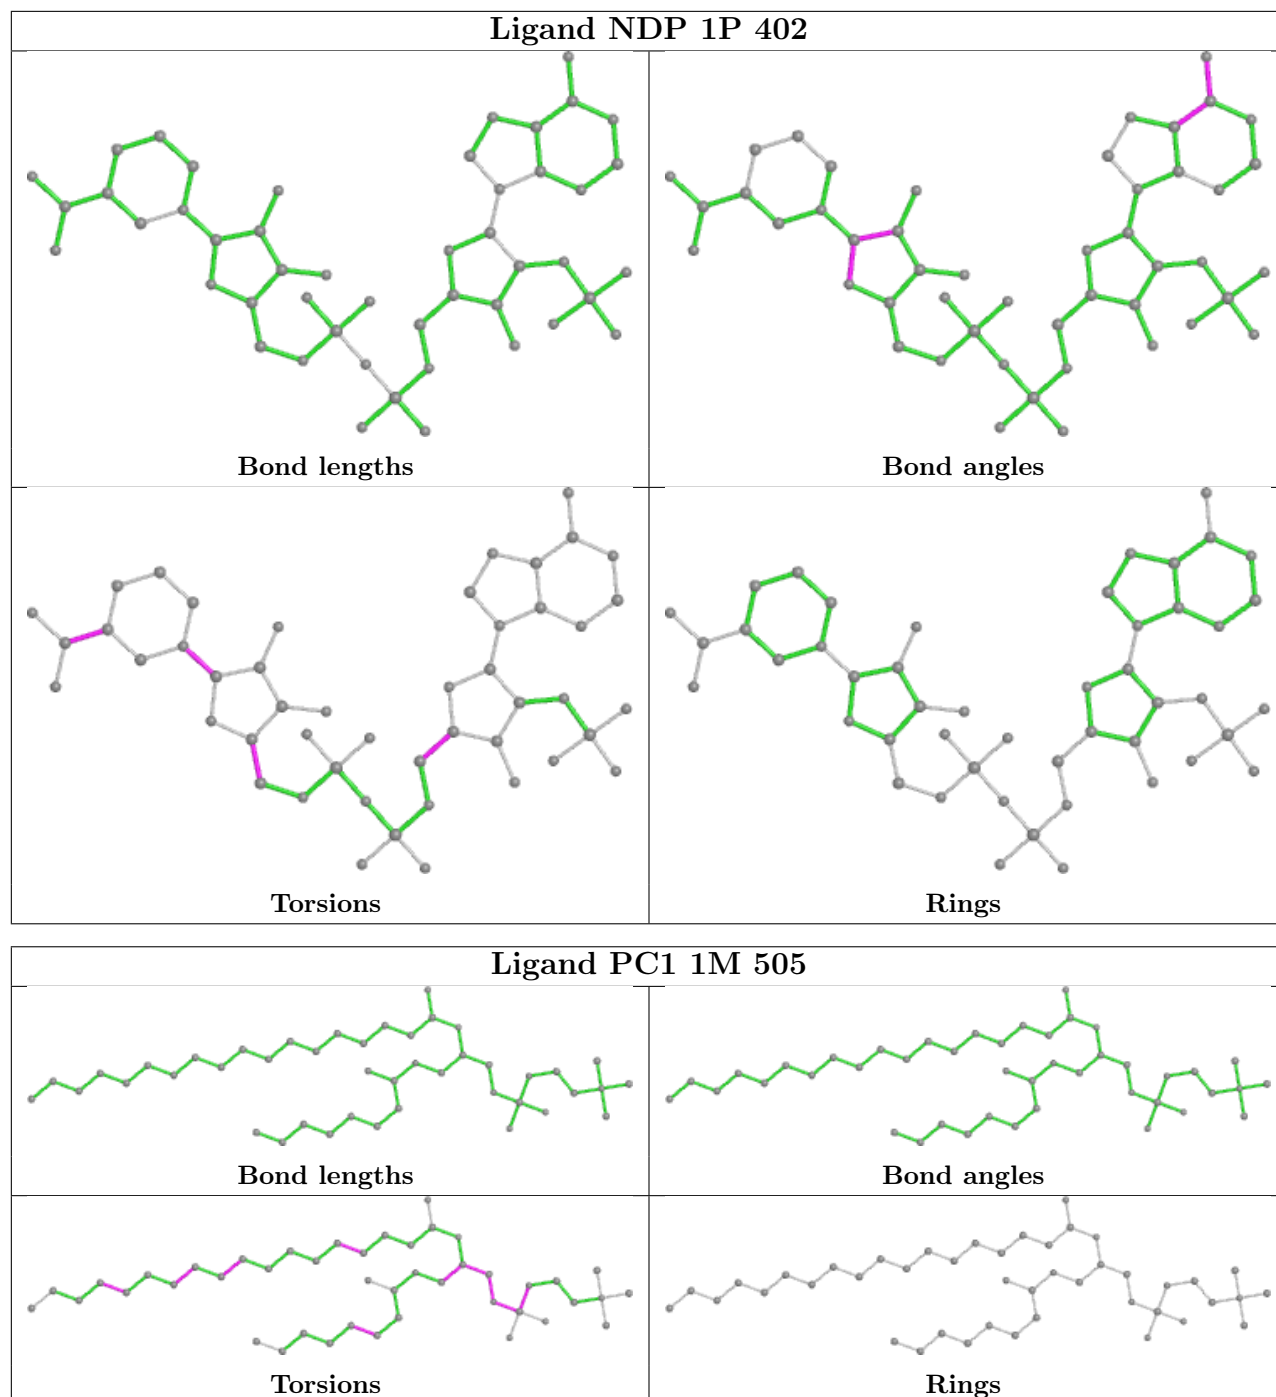 Ligand NDP 1P 402
Bond lengths
Bond angles
Torsions
Rings
Ligand PC1 1M 505
Bond lengths
Bond angles
Torsions
Rings